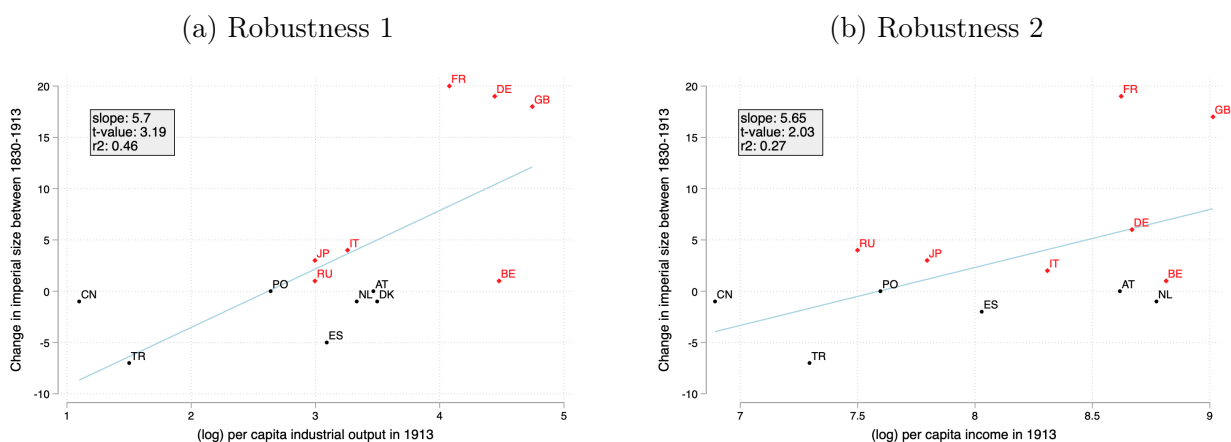 (a) Robustness 1
Change in imperial size between 1830-1913
20
15
10
5
0
-5
-10
slope: 5.7
t-value: 3.19
r2: 0.46
FR
DE
GB
IT
JP
RU
BE
PO
AT
NL
DK
CN
ES
TR
1
2
3
4
5
(log) per capita industrial output in 1913
(b) Robustness 2
Change in imperial size between 1830-1913
20
15
10
5
0
-5
-10
slope: 5.65
t-value: 2.03
r2: 0.27
FR
GB
DE
RU
JP
IT
BE
PO
AT
NL
CN
ES
TR
7
7.5
8
8.5
9
(log) per capita income in 1913